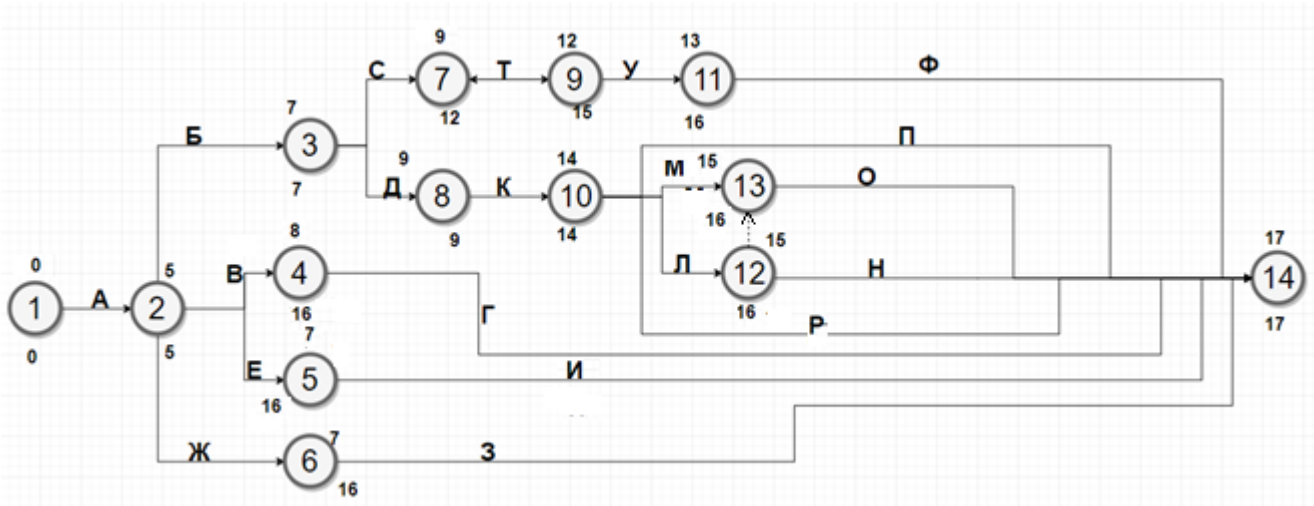 9 12 13
С 7 Т 9 У 11 Ф
12 15 16
7
Б 3 П
7
9 14 М 15 13 О
Д 8 К 10
9 14 16
8 15
В 4 Л 12 Н 17
16 16 14
17
0 5
А
1 2 Г Р
0 5
7
Е 5 И
16
7
Ж 6 З
16